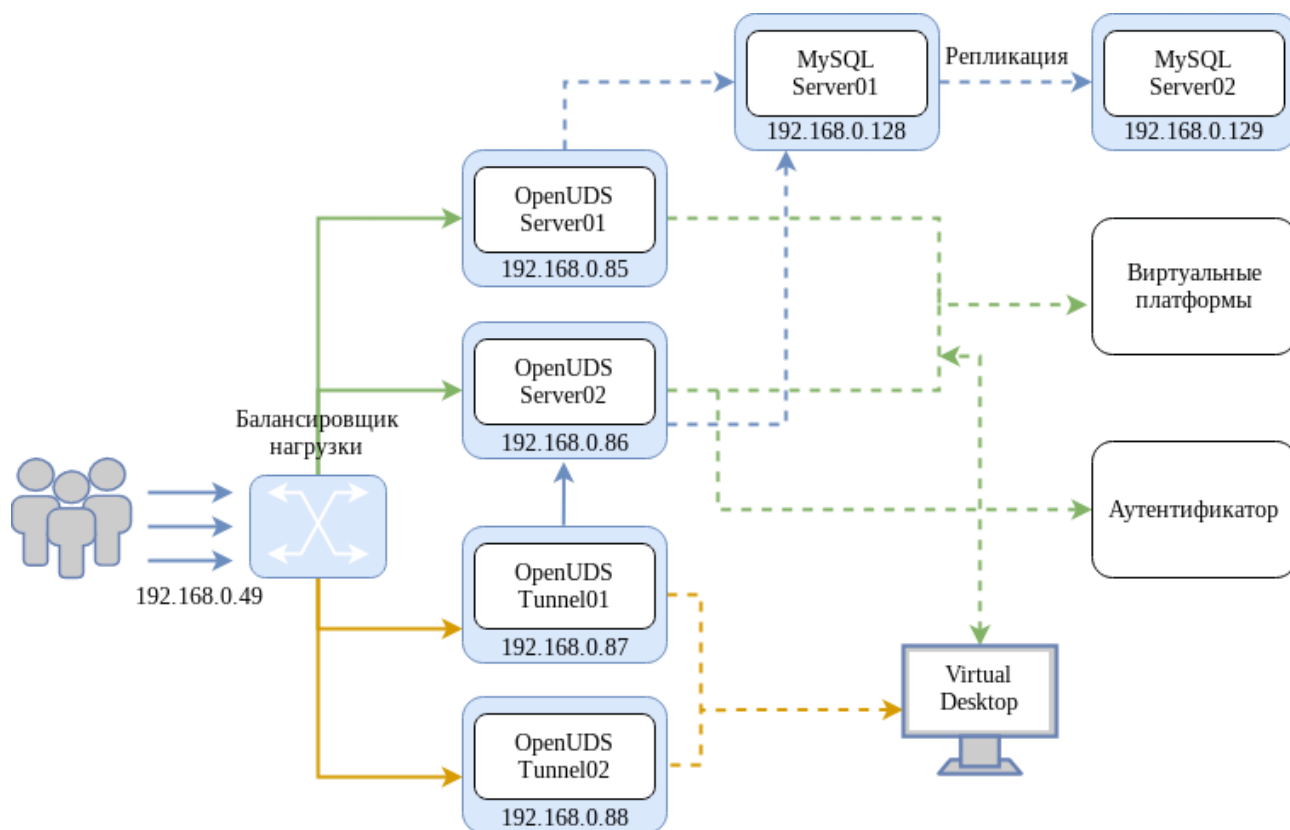 MySQL
Server01
192.168.0.128
Репликация
MySQL
Server02
192.168.0.129
OpenUDS
Server01
192.168.0.85
Виртуальные
платформы
OpenUDS
Server02
192.168.0.86
Балансировщик
нагрузки
192.168.0.49
Аутентификатор
OpenUDS
Tunnel01
192.168.0.87
Virtual
Desktop
OpenUDS
Tunnel02
192.168.0.88